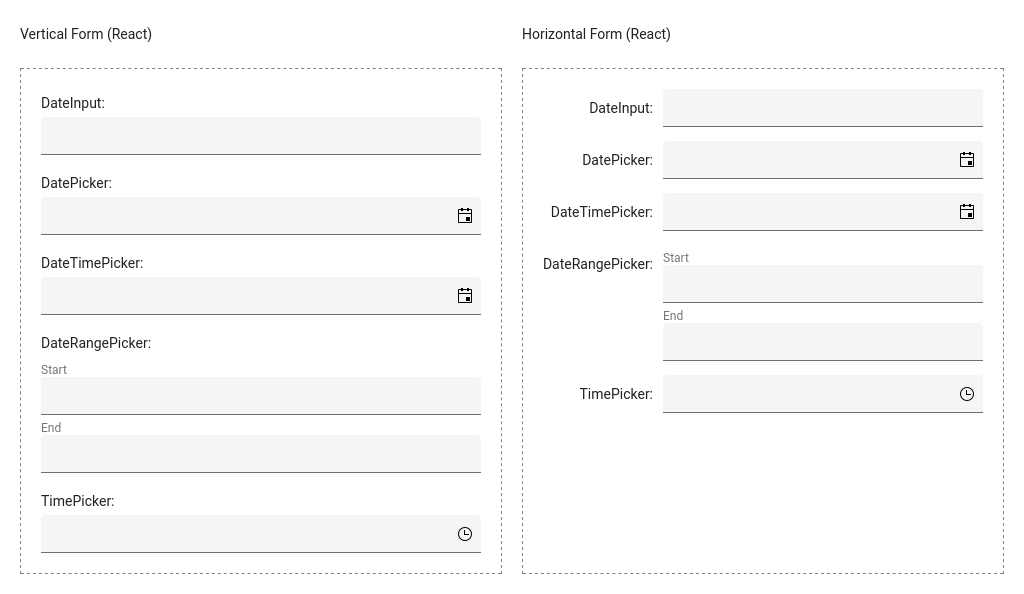 Vertical Form (React)
DateInput:
DatePicker:
DateTimePicker:
DateRangePicker:
Start
End
TimePicker:
Horizontal Form (React)
DateInput:
DatePicker:
DateTimePicker:
DateRangePicker:
Start
End
TimePicker: